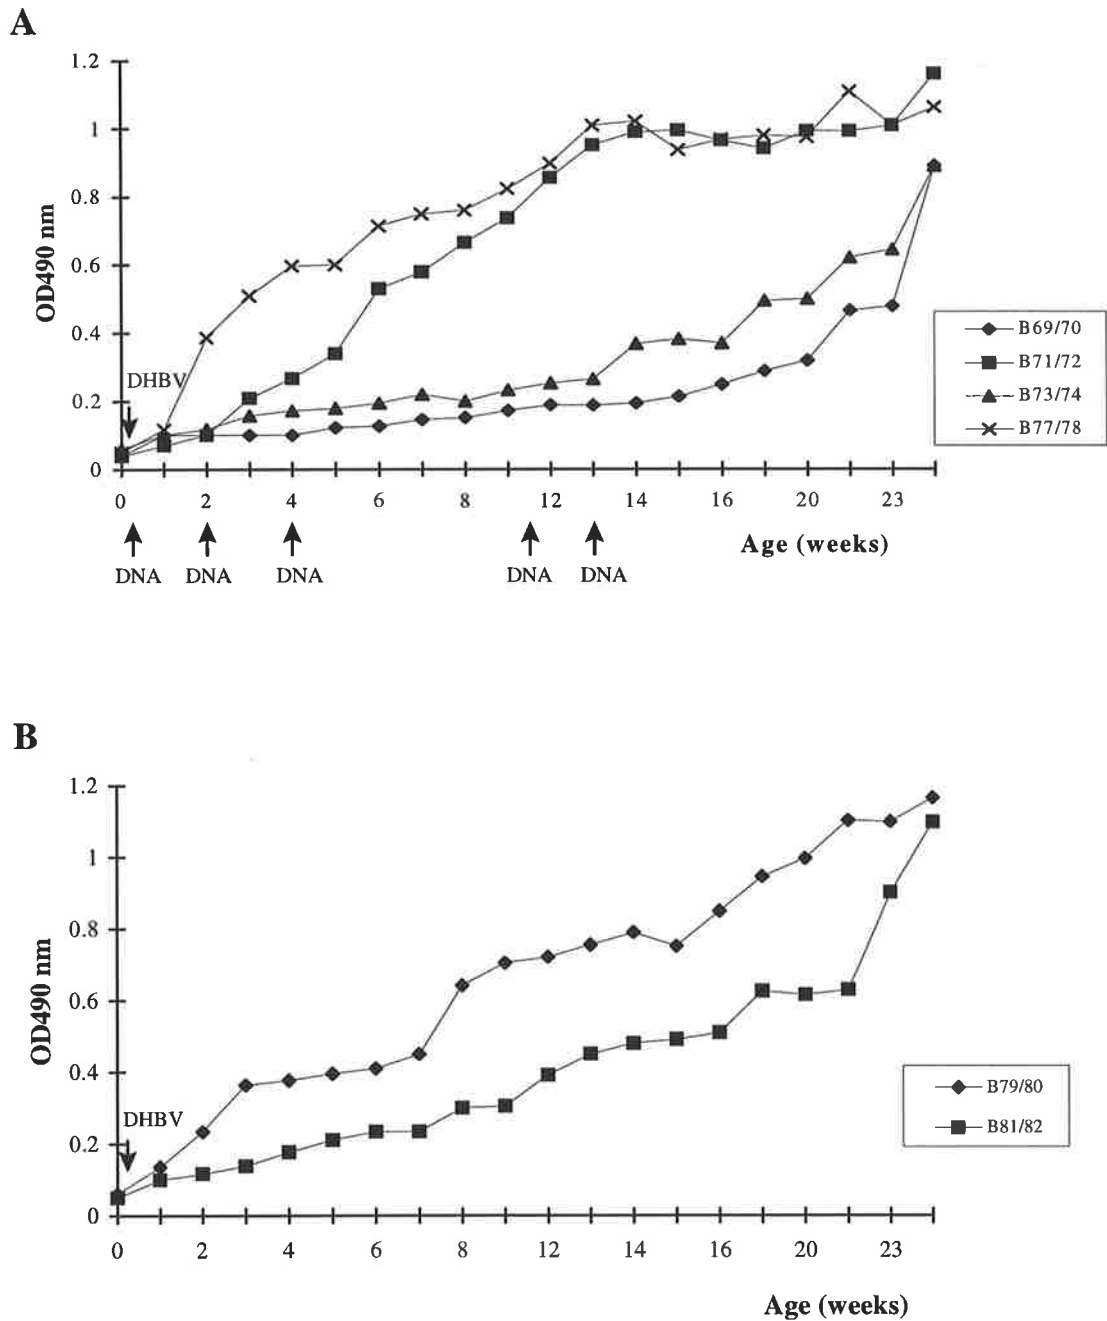 A
1.2
1
0.8
0.6
0.4
0.2
0
OD490 nm
DHBV
0 2 4 6 8 10 12 14 16 20 23
DNA DNA DNA DNA DNA
Age (weeks)
B69/70
B71/72
B73/74
B77/78
B
1.2
1
0.8
0.6
0.4
0.2
0
OD490 nm
DHBV
0 2 4 6 8 12 14 16 20 23
Age (weeks)
B79/80
B81/82